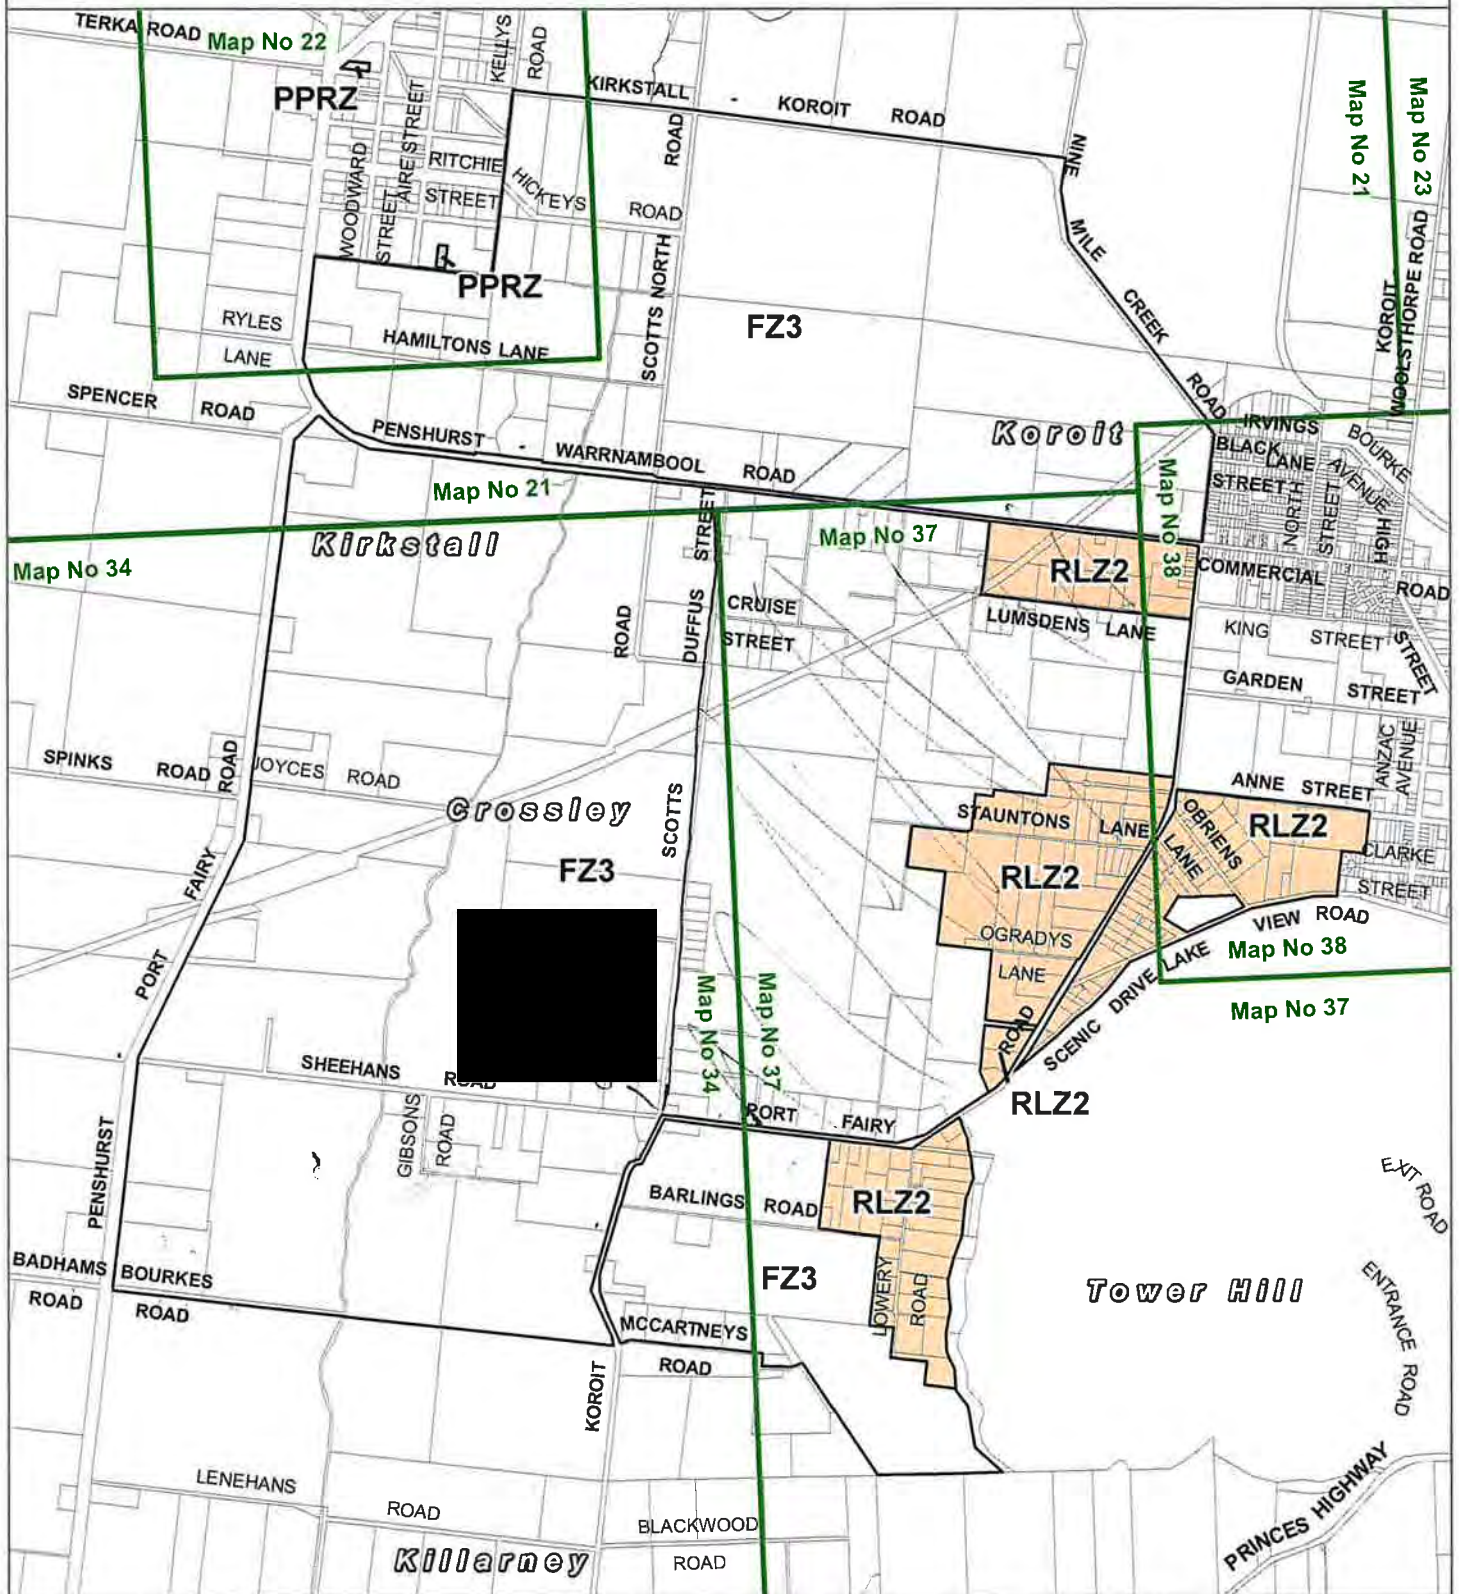 TERKA ROAD
Map No 22
KELLYS
ROAD
PPRZ
KIRKSTALL - KOROIT ROAD
Map No 21
Map No 23
WOODWARD
STREET
AIRE STREET
RITCHIE
STREET
HICKEYS ROAD
ROAD
NINE MILE CREEK ROAD
PPRZ
FZ3
SCOTTS NORTH
KOROIT -
WOOLSTHORPE ROAD
RYLES
LANE
HAMILTONS LANE
SPENCER ROAD
PENSHURST - WARRNAMBOOL ROAD
Koroit
IRVINGS
BLACK
LANE
STREET
BOURKE
AVENUE
NORTH
STREET
HIGH
Map No 21
Map No 38
Kirkstall
Map No 37
Map No 34
DUFFUS STREET
RLZ2
COMMERCIAL ROAD
CRUISE
STREET
LUMSDENS LANE
KING STREET
STREET
ROAD
GARDEN STREET
SPINKS ROAD
ROAD
JOYCES ROAD
ANZAC
AVENUE
ANNE STREET
Crossley
SCOTTS
STAUNTONS LANE
OBRIENS
LANE
RLZ2
CLARKE
STREET
FZ3
RLZ2
FAIRY
PORT
OGRADYS
LANE
VIEW ROAD
LAKE
Map No 38
Map No 34
Map No 37
SCENIC DRIVE
Map No 37
ROAD
SHEEHANS ROAD
GIBSONS
ROAD
PORT FAIRY
RLZ2
PENSHURST
BARLINGS ROAD
RLZ2
EXIT ROAD
BADHAMS
ROAD
BOURKES
ROAD
FZ3
LOWERY
ROAD
Tower Hill
ENTRANCE ROAD
MCCARTNEYS
ROAD
KOROIT
LENEHANS
ROAD
BLACKWOOD
ROAD
Killarney
PRINCES HIGHWAY